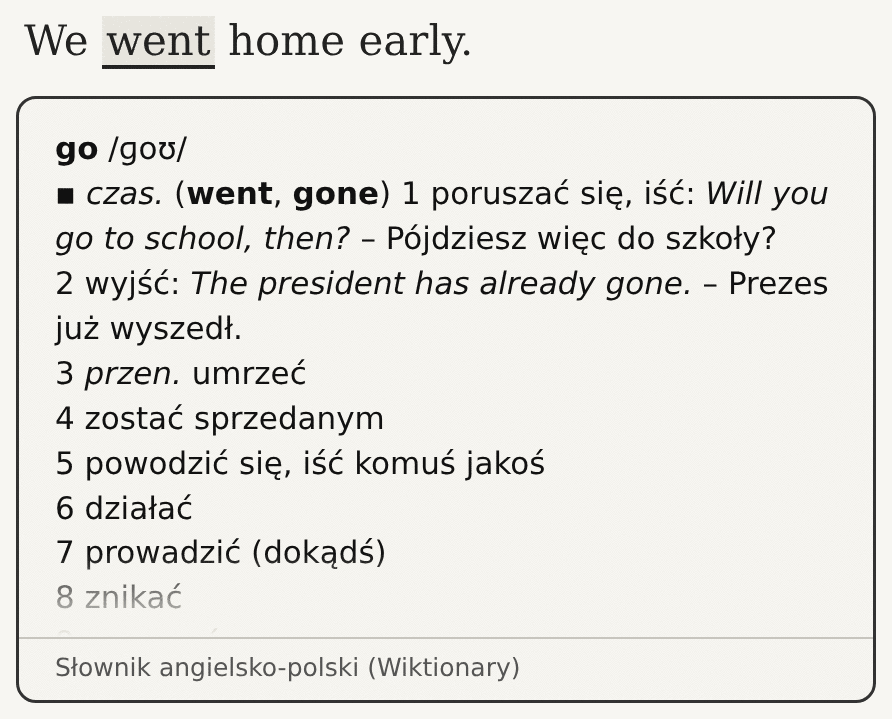 We went home early.
go /ɡoʊ/
■ czas. (went, gone) 1 poruszać się, iść: Will you
go to school, then? – Pójdziesz więc do szkoły?
2 wyjść: The president has already gone. – Prezes
już wyszedł.
3 przen. umrzeć
4 zostać sprzedanym
5 powodzić się, iść komuś jakoś
6 działać
7 prowadzić (dokądś)
8 znikać
Słownik angielsko-polski (Wiktionary)